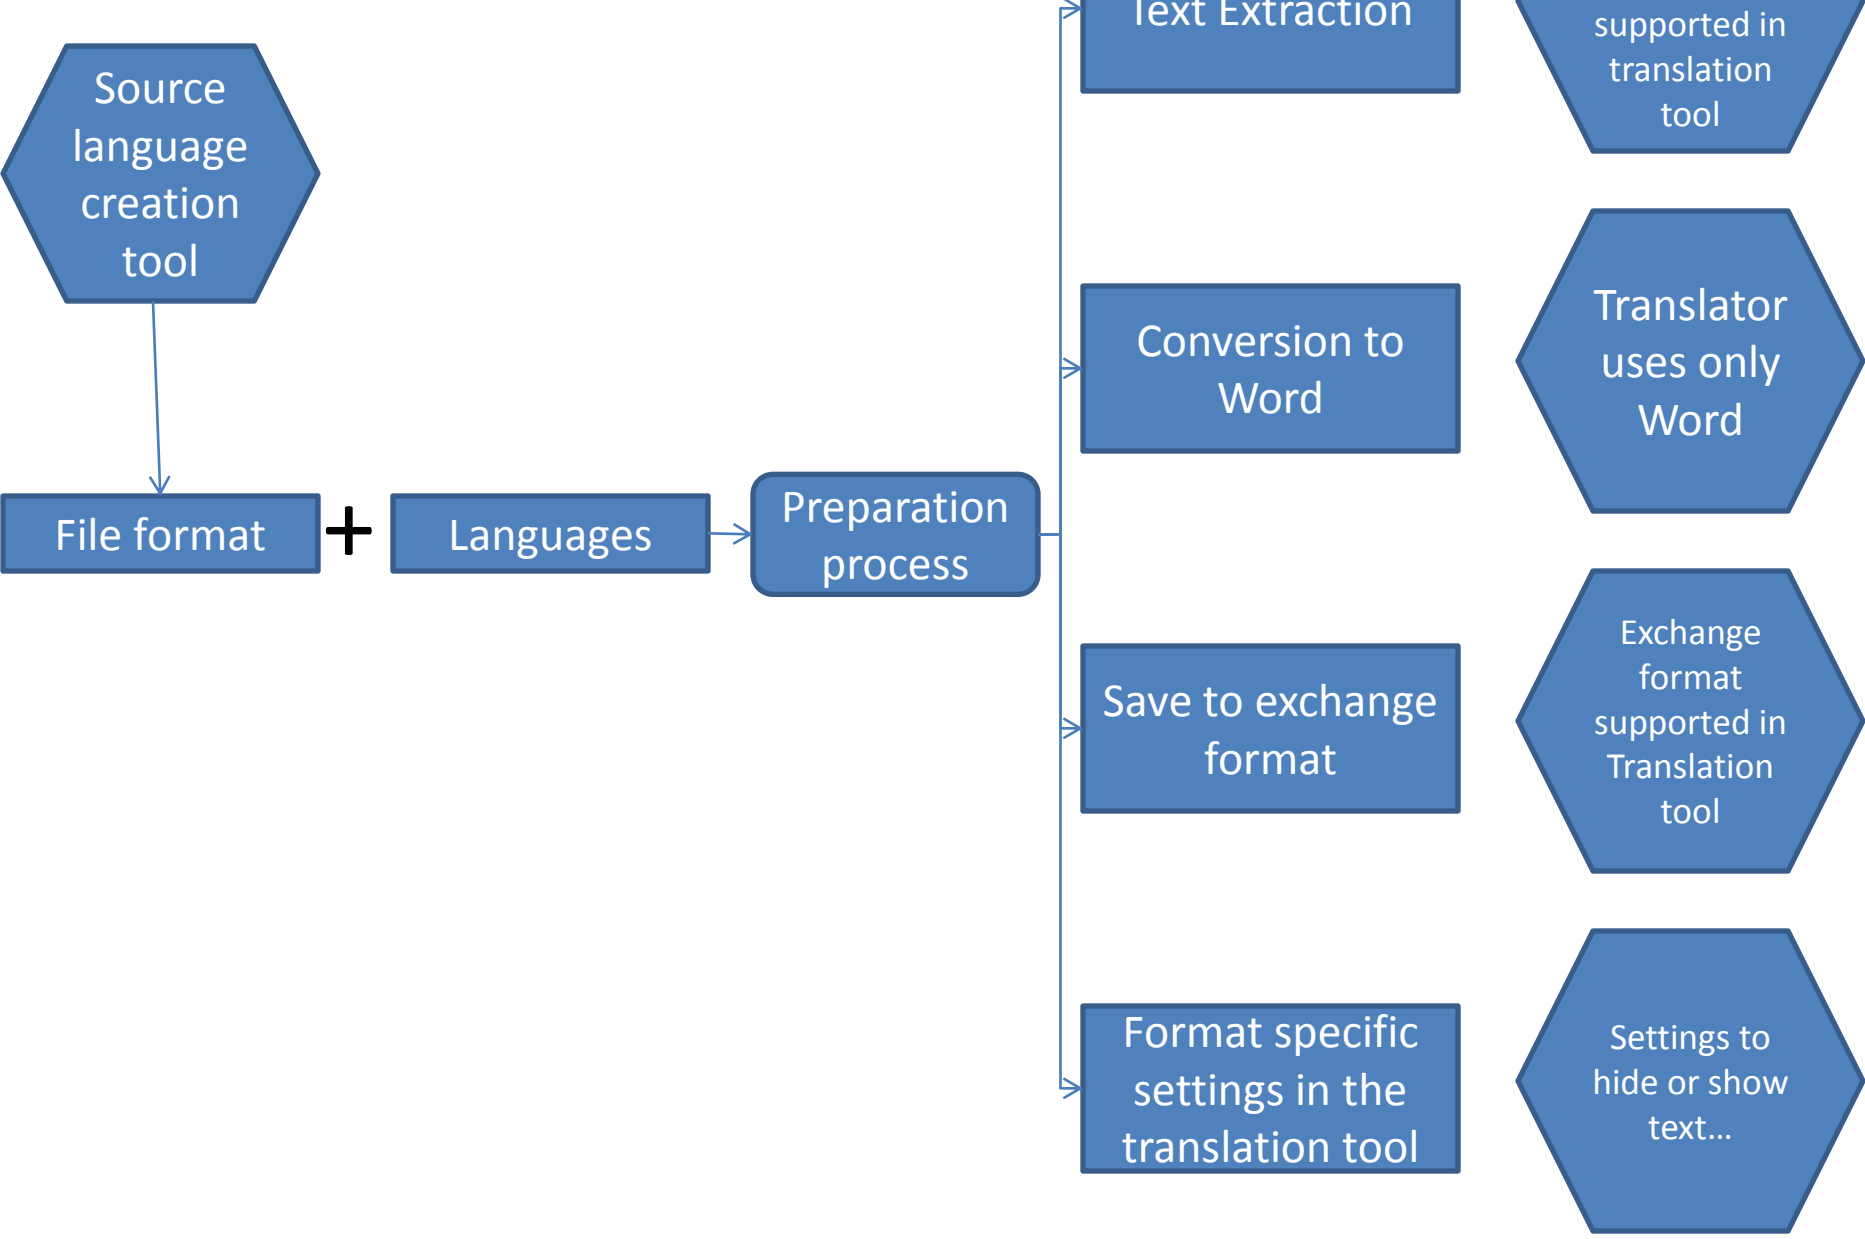 Text Extraction
supported in
translation
tool
Source
language
creation
tool
Translator
uses only
Word
Conversion to
Word
File format
+
Languages
Preparation
process
Exchange
format
supported in
Translation
tool
Save to exchange
format
Format specific
settings in the
translation tool
Settings to
hide or show
text...